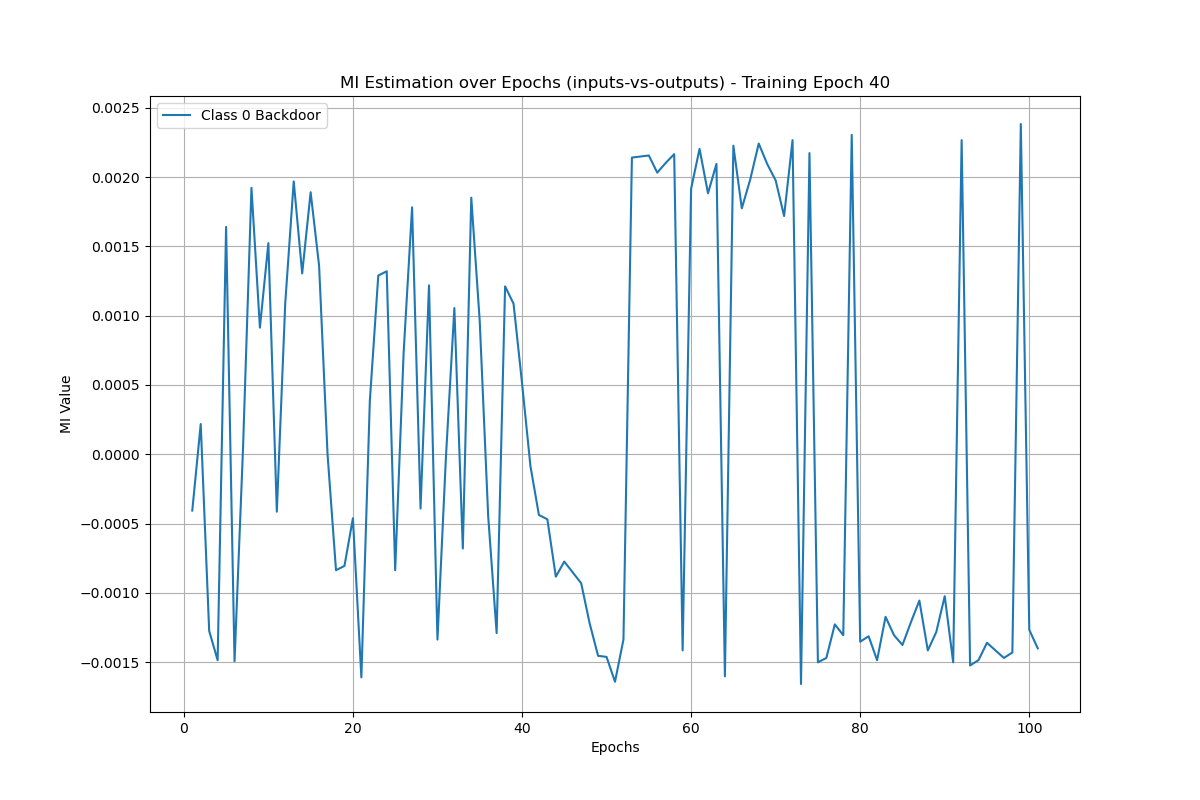 MI Estimation over Epochs (inputs-vs-outputs) - Training Epoch 40
Class 0 Backdoor
MI Value
0.0025
0.0020
0.0015
0.0010
0.0005
0.0000
−0.0005
−0.0010
−0.0015
0 20 40 60 80 100
Epochs